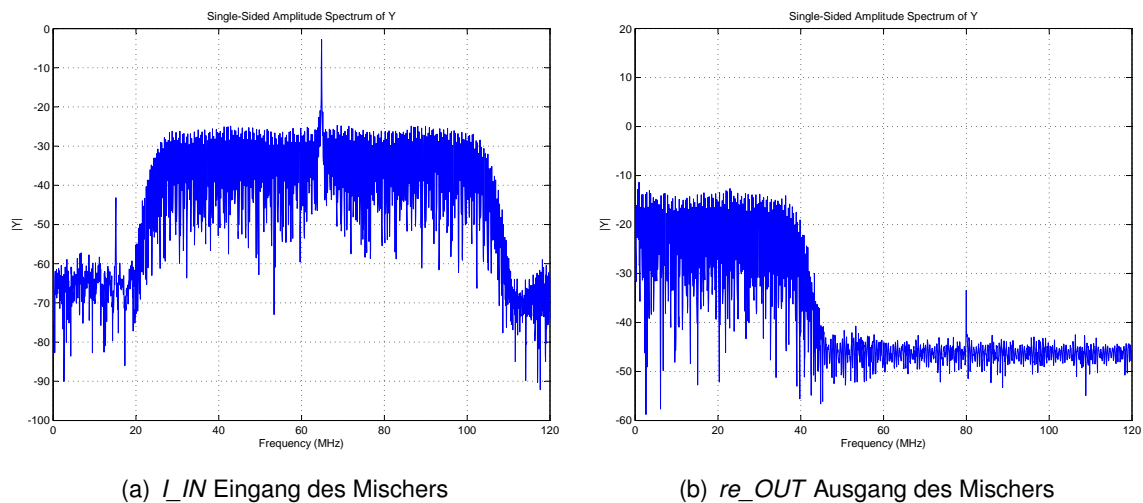 Single-Sided Amplitude Spectrum of Y
0
-10
-20
-30
-40
-50
-60
-70
-80
-90
-100
|Y|
0 20 40 60 80 100 120
Frequency (MHz)
(a) I_IN Eingang des Mischers
Single-Sided Amplitude Spectrum of Y
20
10
0
-10
-20
-30
-40
-50
-60
|Y|
0 20 40 60 80 100 120
Frequency (MHz)
(b) re_OUT Ausgang des Mischers